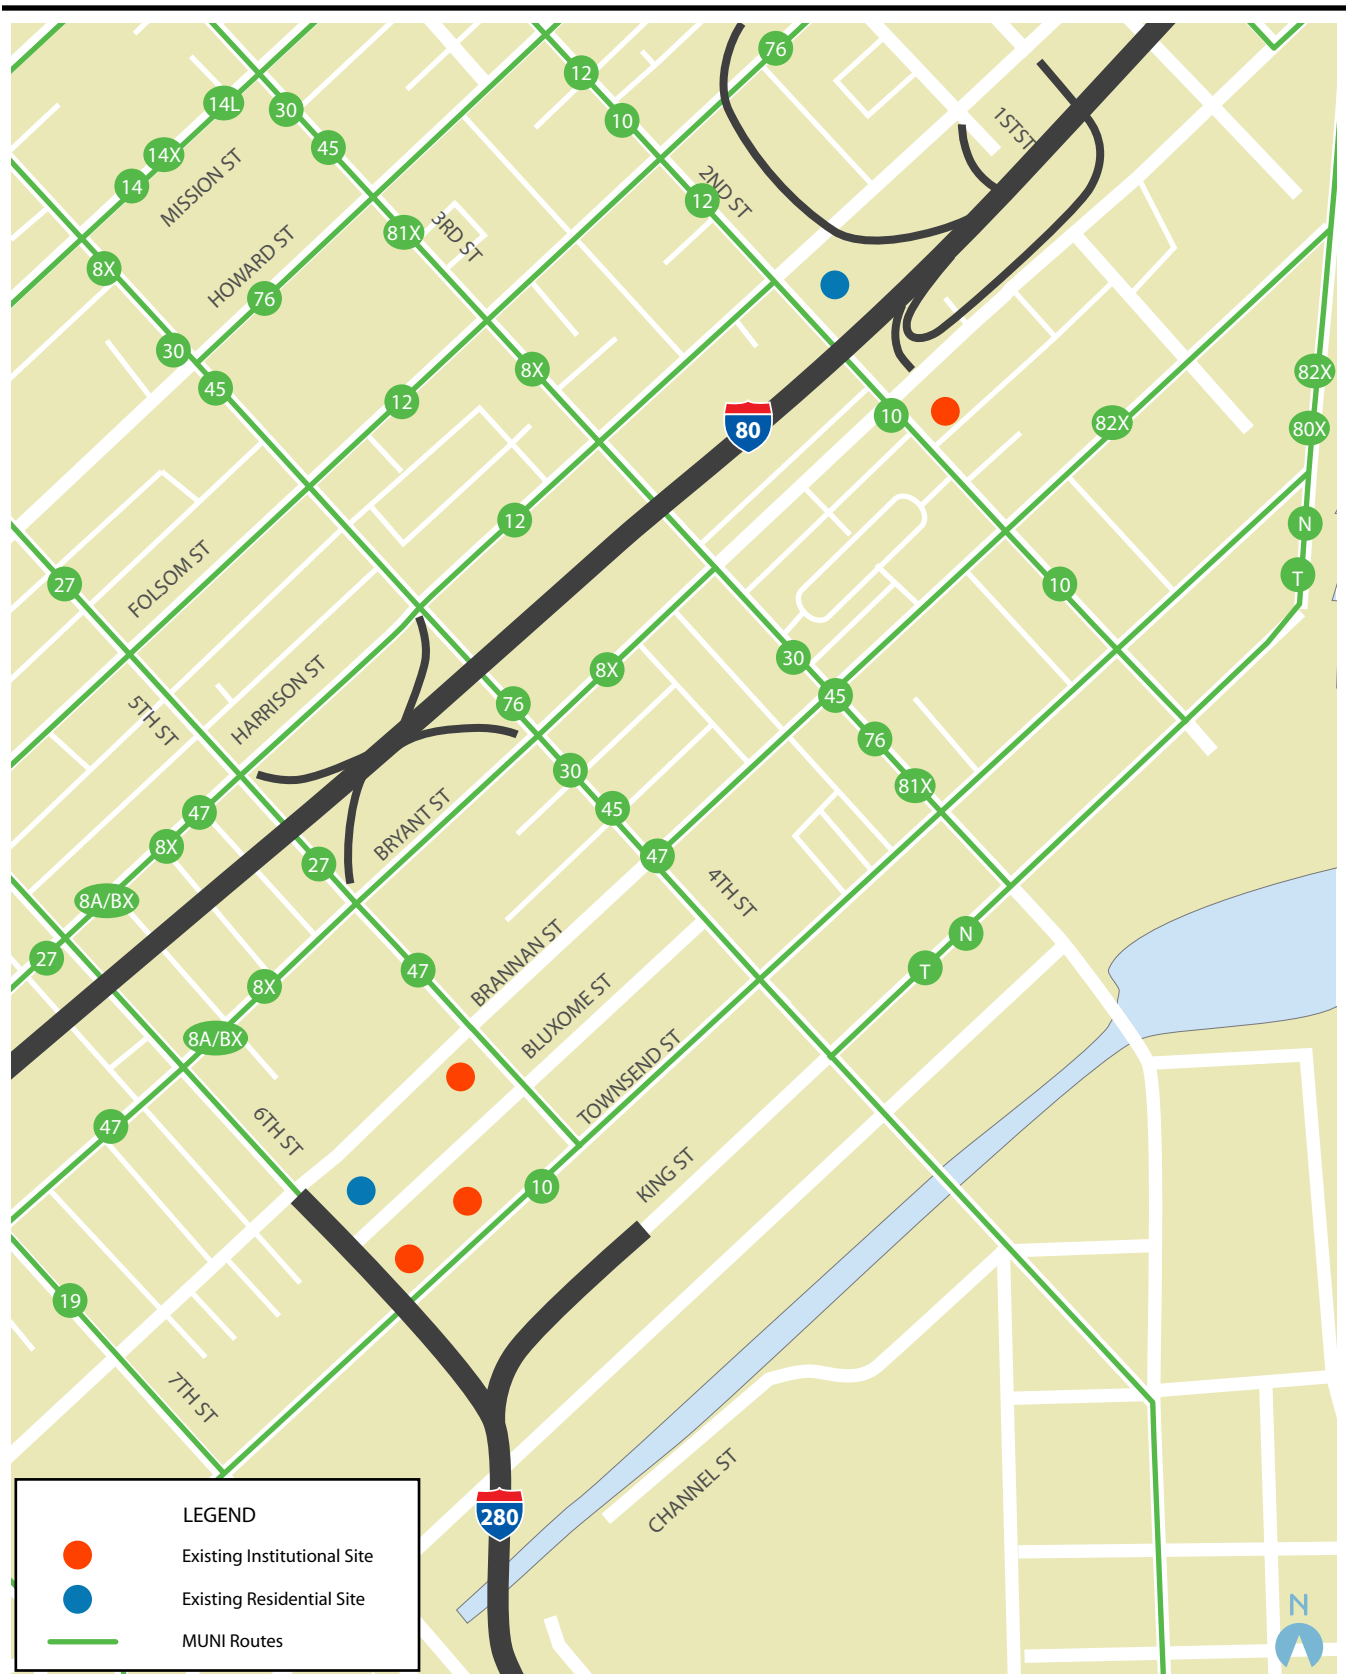 76
12
14L
30
10
1STST
45
14X
MISSION ST
14
2ND ST
12
81X
3RD ST
8X
HOWARD ST
76
30
8X
82X
45
12
80
10
82X
80X
12
N
FOLSOM ST
27
T
10
30
8X
HARRISON ST
45
76
5TH ST
76
30
81X
45
47
BRYANT ST
8X
47
27
4TH ST
8A/BX
N
BRANNAN ST
27
T
47
8X
BLUXOME ST
8A/BX
TOWNSEND ST
47
6TH ST
KING ST
10
19
7TH ST
CHANNEL ST
280
LEGEND
Existing Institutional Site
Existing Residential Site
MUNI Routes
N